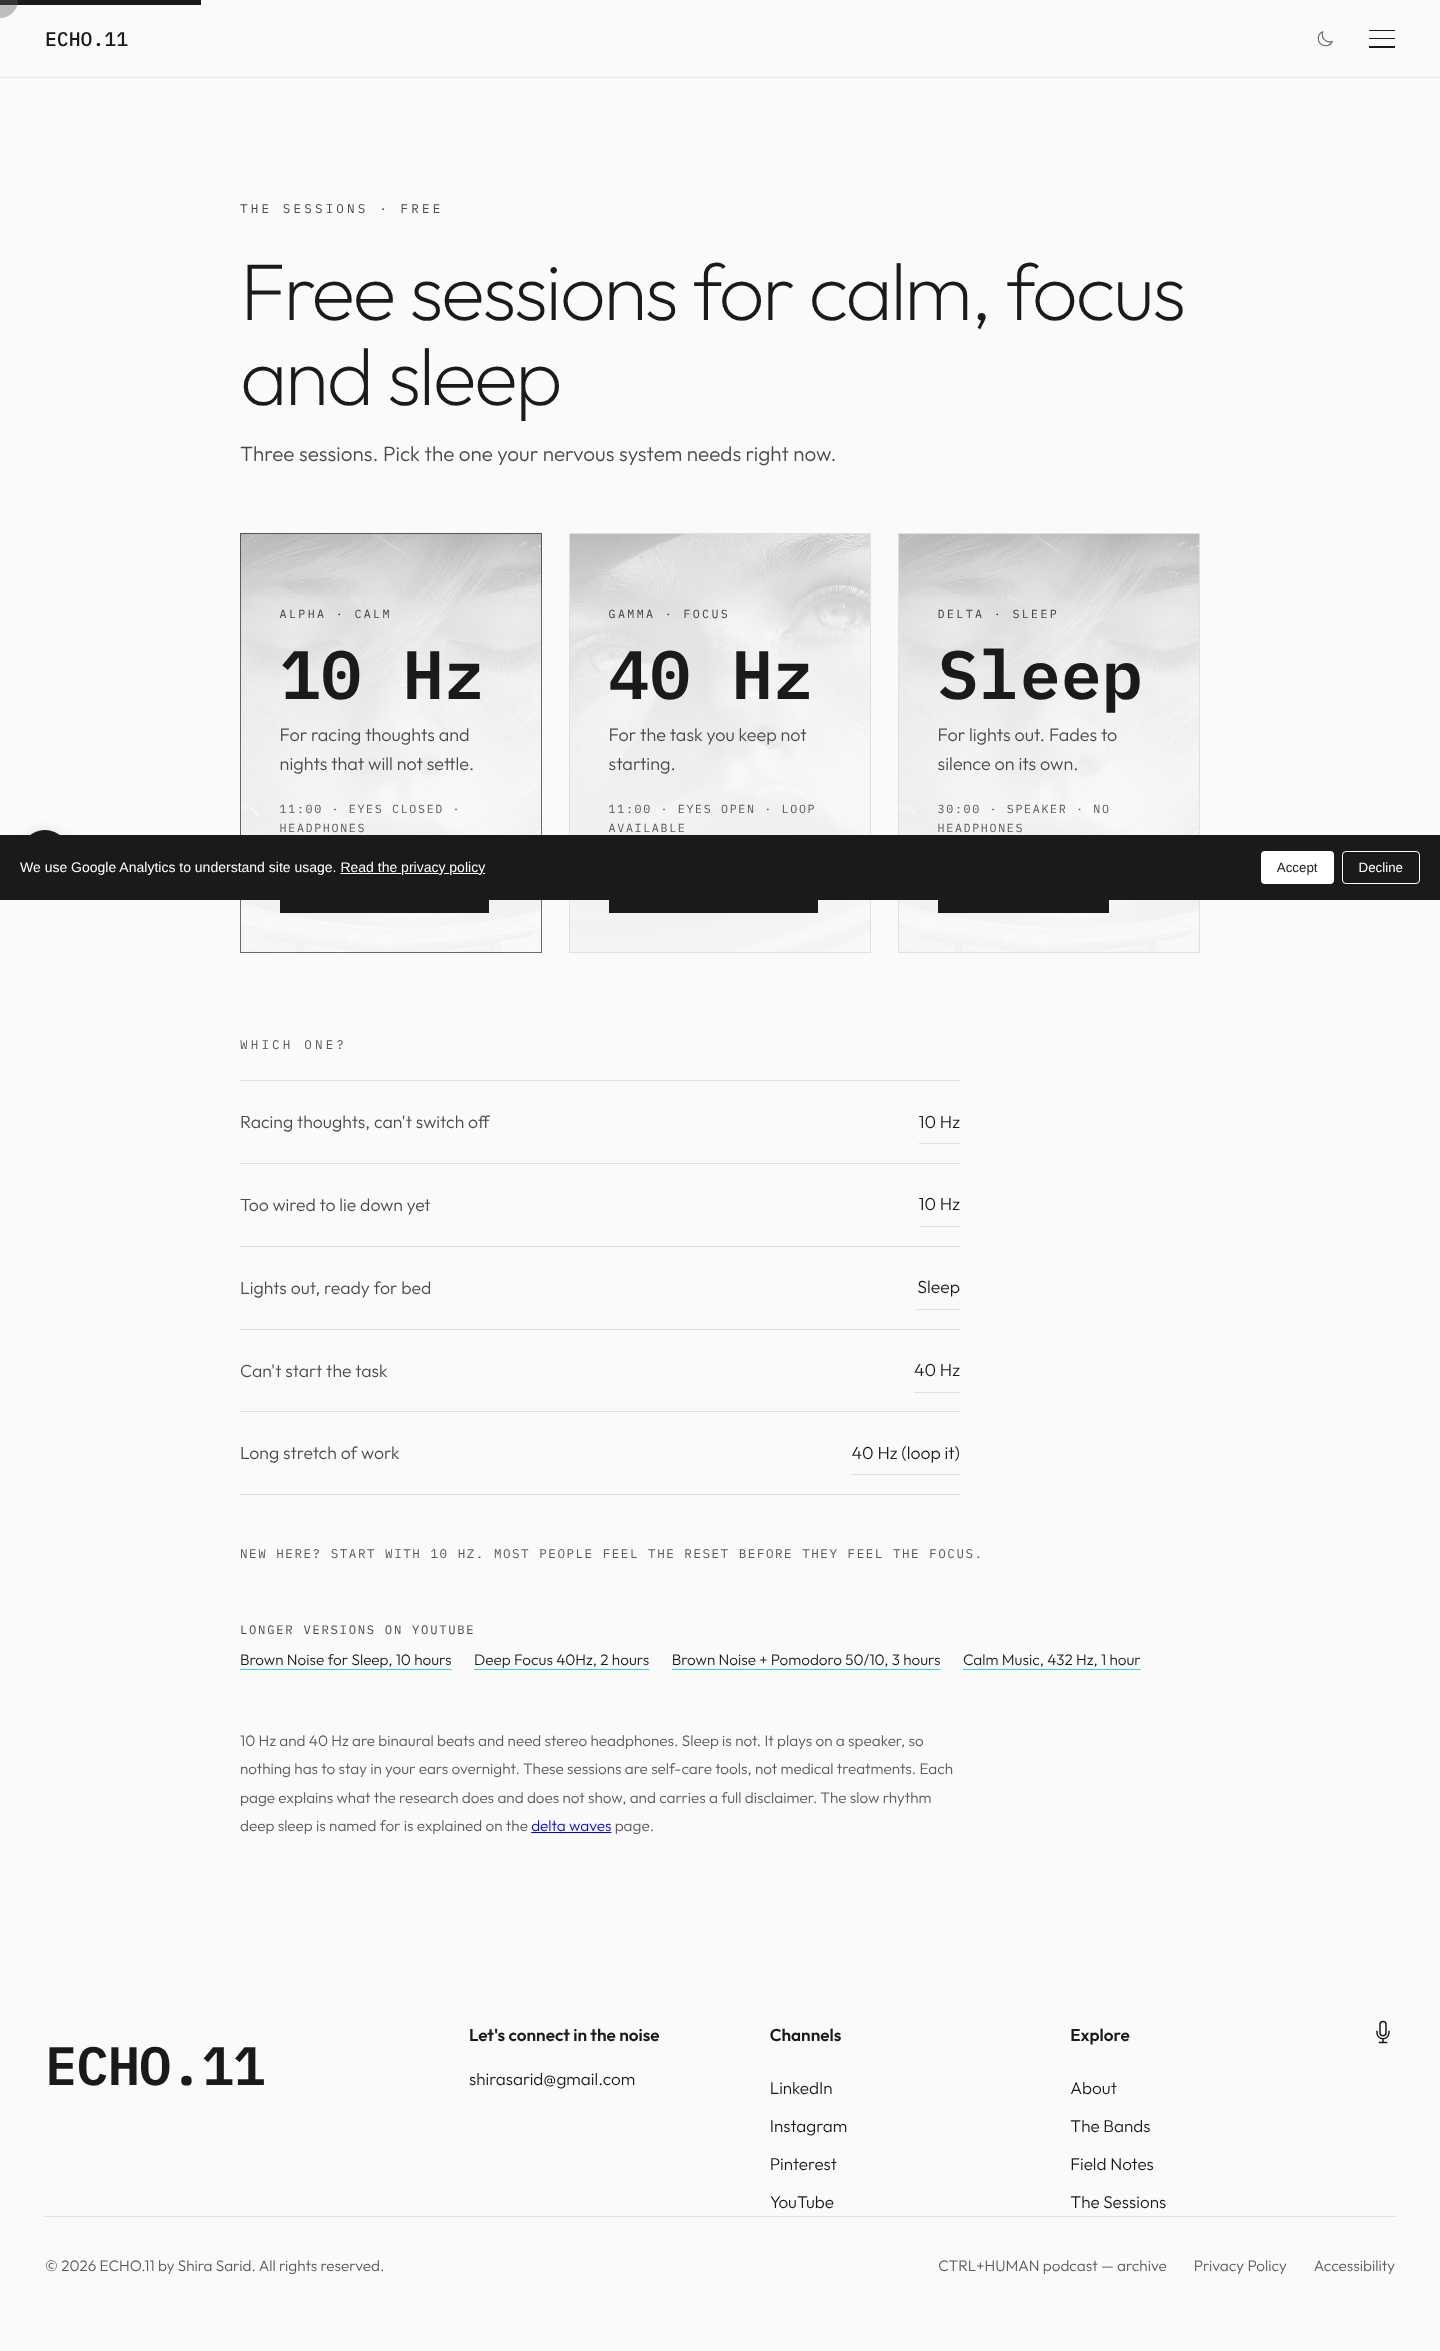 ECHO.11
THE SESSIONS · FREE
Free sessions for calm, focus
and sleep
Three sessions. Pick the one your nervous system needs right now.
ALPHA · CALM
10 Hz
For racing thoughts and
nights that will not settle.
11:00 · EYES CLOSED ·
HEADPHONES
GAMMA · FOCUS
40 Hz
For the task you keep not
starting.
11:00 · EYES OPEN · LOOP
AVAILABLE
DELTA · SLEEP
Sleep
For lights out. Fades to
silence on its own.
30:00 · SPEAKER · NO
HEADPHONES
We use Google Analytics to understand site usage. Read the privacy policy
Accept
Decline
WHICH ONE?
Racing thoughts, can't switch off 10 Hz
Too wired to lie down yet 10 Hz
Lights out, ready for bed Sleep
Can't start the task 40 Hz
Long stretch of work 40 Hz (loop it)
NEW HERE? START WITH 10 HZ. MOST PEOPLE FEEL THE RESET BEFORE THEY FEEL THE FOCUS.
LONGER VERSIONS ON YOUTUBE
Brown Noise for Sleep, 10 hours Deep Focus 40Hz, 2 hours Brown Noise + Pomodoro 50/10, 3 hours Calm Music, 432 Hz, 1 hour
10 Hz and 40 Hz are binaural beats and need stereo headphones. Sleep is not. It plays on a speaker, so
nothing has to stay in your ears overnight. These sessions are self-care tools, not medical treatments. Each
page explains what the research does and does not show, and carries a full disclaimer. The slow rhythm
deep sleep is named for is explained on the delta waves page.
ECHO.11
Let's connect in the noise
shirasarid@gmail.com
Channels
LinkedIn
Instagram
Pinterest
YouTube
Explore
About
The Bands
Field Notes
The Sessions
© 2026 ECHO.11 by Shira Sarid. All rights reserved.
CTRL+HUMAN podcast — archive Privacy Policy Accessibility